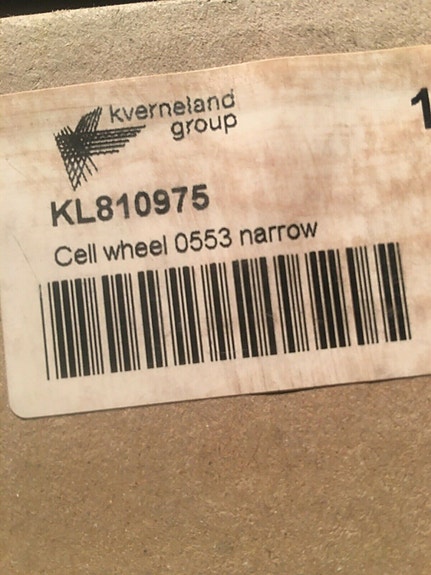 kverneland
group
1
KL810975
Cell wheel 0553 narrow